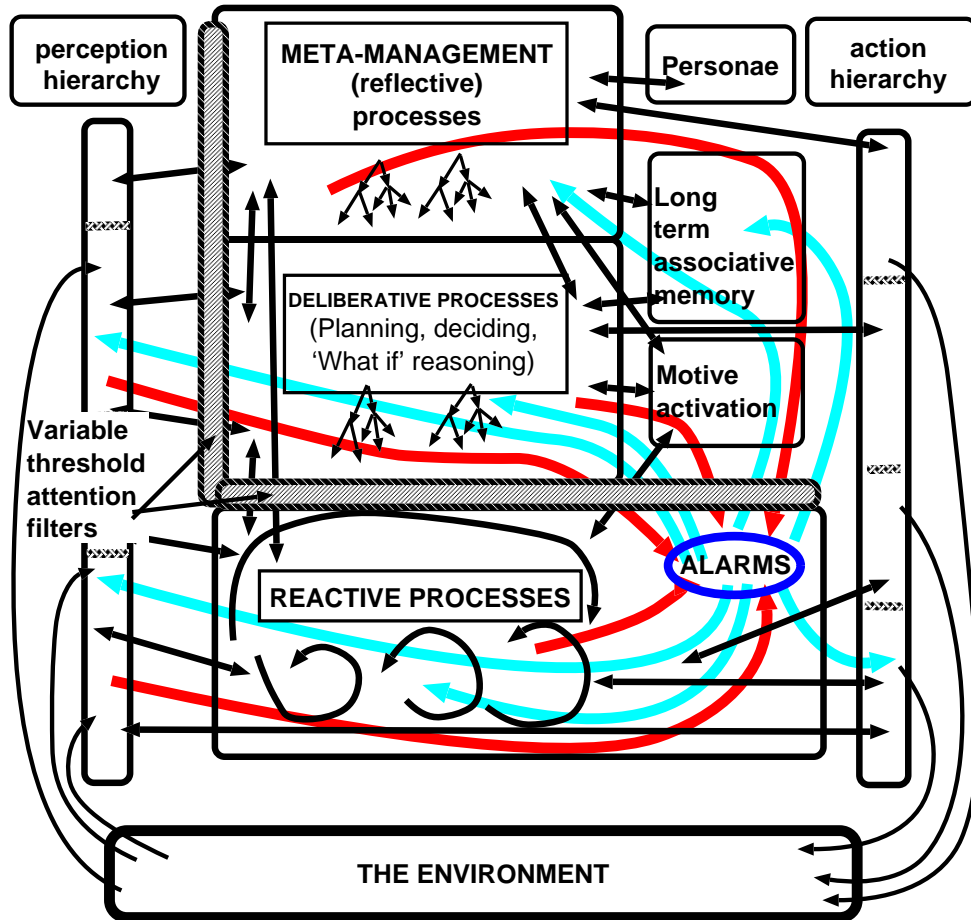 perception
hierarchy
META-MANAGEMENT
(reflective)
processes
Personae
action
hierarchy
Long
term
associative
memory
DELIBERATIVE PROCESSES
(Planning, deciding,
‘What if’ reasoning)
Motive
activation
Variable
threshold
attention
filters
ALARMS
REACTIVE PROCESSES
THE ENVIRONMENT